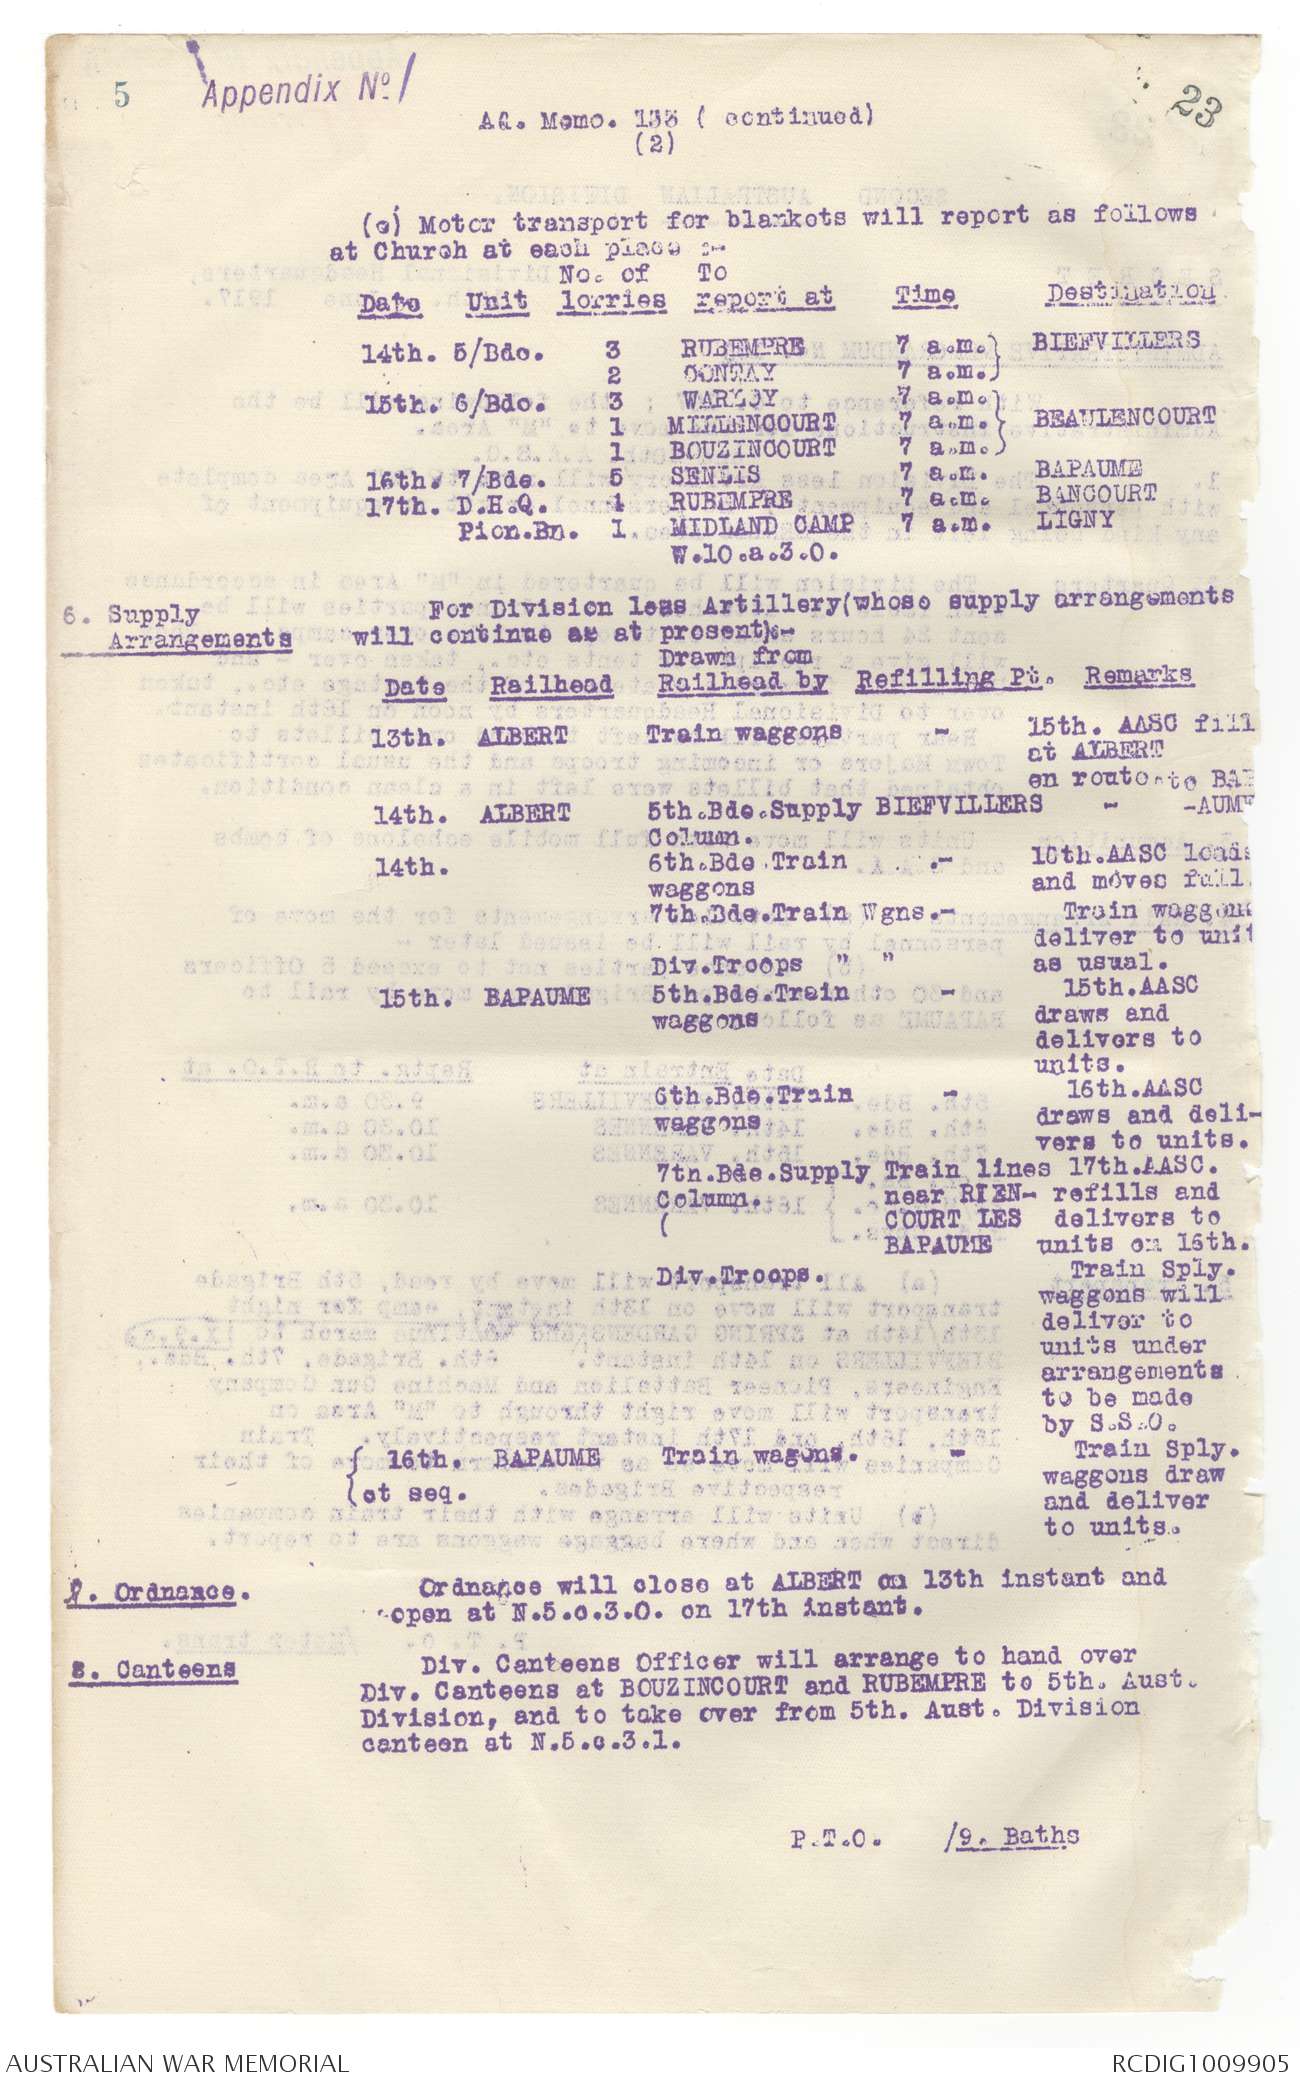 5 Appendix No. 1
23
Ad. Memo. 133 ( continued)
(2)
(c) Motor transport for blankets will report as follows
at Church at each place :-
No. of To
Date Unit lorries report at Time Destination
14th. 5/Bde. 3 RUBEMPRE 7 a.m.) BIEFVILLERS
2 CONTAY 7 a.m.)
15th. 6/Bde. 3 WARLOY 7 a.m.)
1 MILLENCOURT 7 a.m.) BEAULENCOURT
1 BOUZINCOURT 7 a.m.)
16th. 7/Bde. 5 SENLIS 7 a.m. BAPAUME
17th. D.H.Q. 4 RUBEMPRE 7 a.m. BANCOURT
Pion.Bn. 1. MIDLAND CAMP 7 a.m. LIGNY
W.10.a.3.0.
6. Supply For Division less Artillery(whose supply arrangements
Arrangements will continue as at present):-
Drawn from
Date Railhead Railhead by Refilling Pt. Remarks
13th. ALBERT Train waggons - 15th. AASC fill
at ALBERT
en route to BAP
14th. ALBERT 5th.Bde.Supply BIEFVILLERS - -AUME
Column.
14th. 6th.Bde.Train .- 16th.AASC loads
waggons and moves full.
7th.Bde.Train Wgns.- Train waggons
deliver to unit
Div.Troops " " as usual.
15th. BAPAUME 5th.Bde.Train - 15th.AASC
waggons draws and
delivers to
units.
6th.Bde.Train - 16th.AASC
waggons draws and deli-
vers to units.
7th.Bde.Supply Train lines 17th.AASC.
Column. near RIEN- refills and
( COURT LES delivers to
BAPAUME units on 16th.
Div.Troops. Train Sply.
waggons will
deliver to
units under
arrangements
to be made
by S.S.O.
16th. BAPAUME Train wagons. - Train Sply.
et seq. waggons draw
and deliver
to units.
7. Ordnance. Ordnance will close at ALBERT on 13th instant and
open at N.5.c.3.0. on 17th instant.
8. Canteens Div. Canteens Officer will arrange to hand over
Div. Canteens at BOUZINCOURT and RUBEMPRE to 5th. Aust.
Division, and to take over from 5th. Aust. Division
canteen at N.5.c.3.1.
P.T.O. /9. Baths
AUSTRALIAN WAR MEMORIAL RCDIG1009905